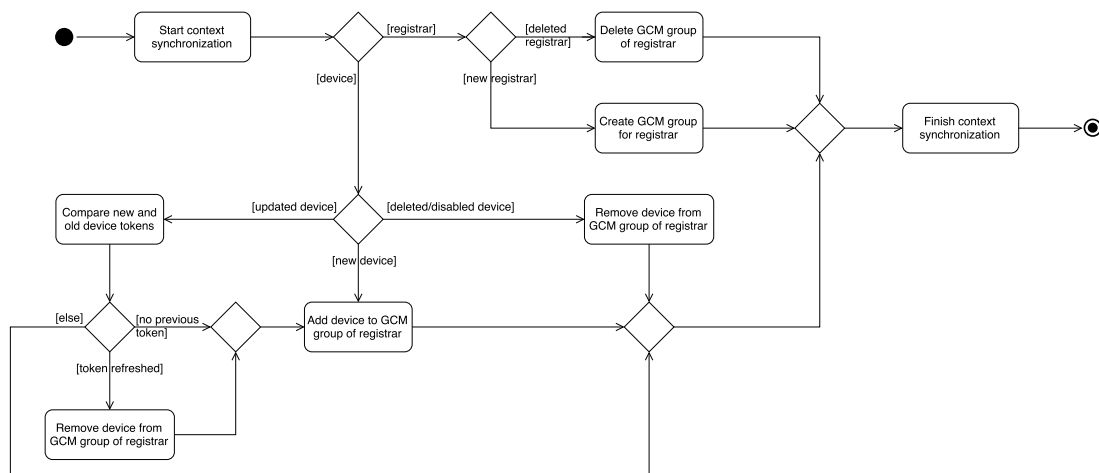 Start context
synchronization
[registrar]
[deleted
registrar]
Delete GCM group
of registrar
[device]
[new registrar]
Create GCM group
for registrar
Finish context
synchronization
Compare new and
old device tokens
[updated device]
[deleted/disabled device]
Remove device from
GCM group of registrar
[new device]
[else]
[no previous
token]
Add device to GCM
group of registrar
[token refreshed]
Remove device from
GCM group of registrar